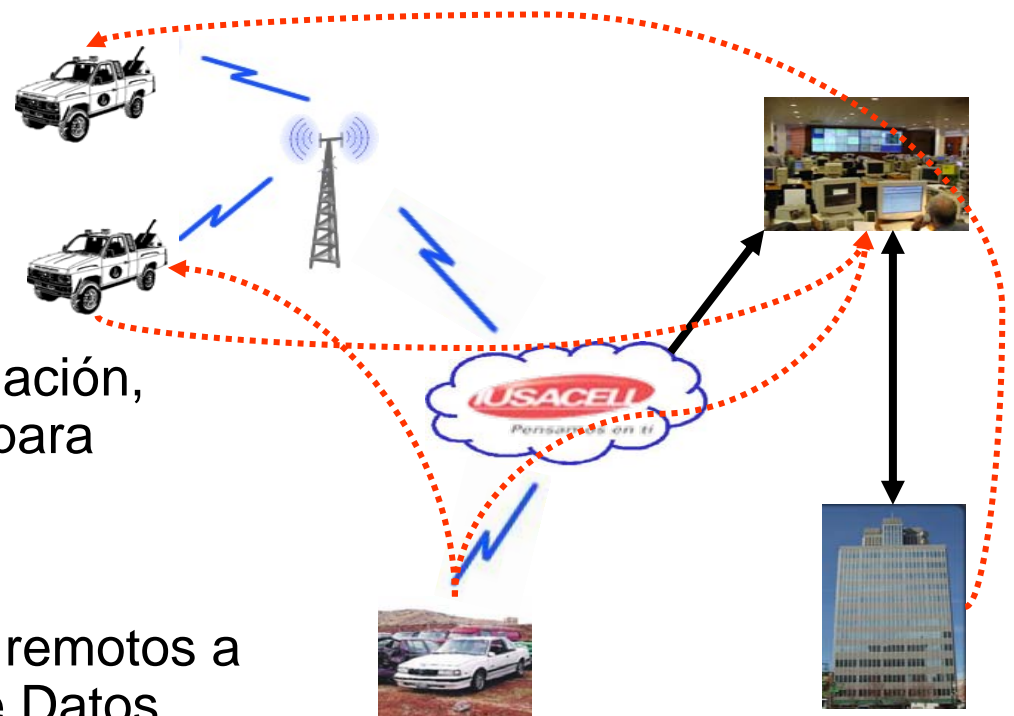 IUSACELL
Pensamos en ti
ación,
para
remotos a
e Datos